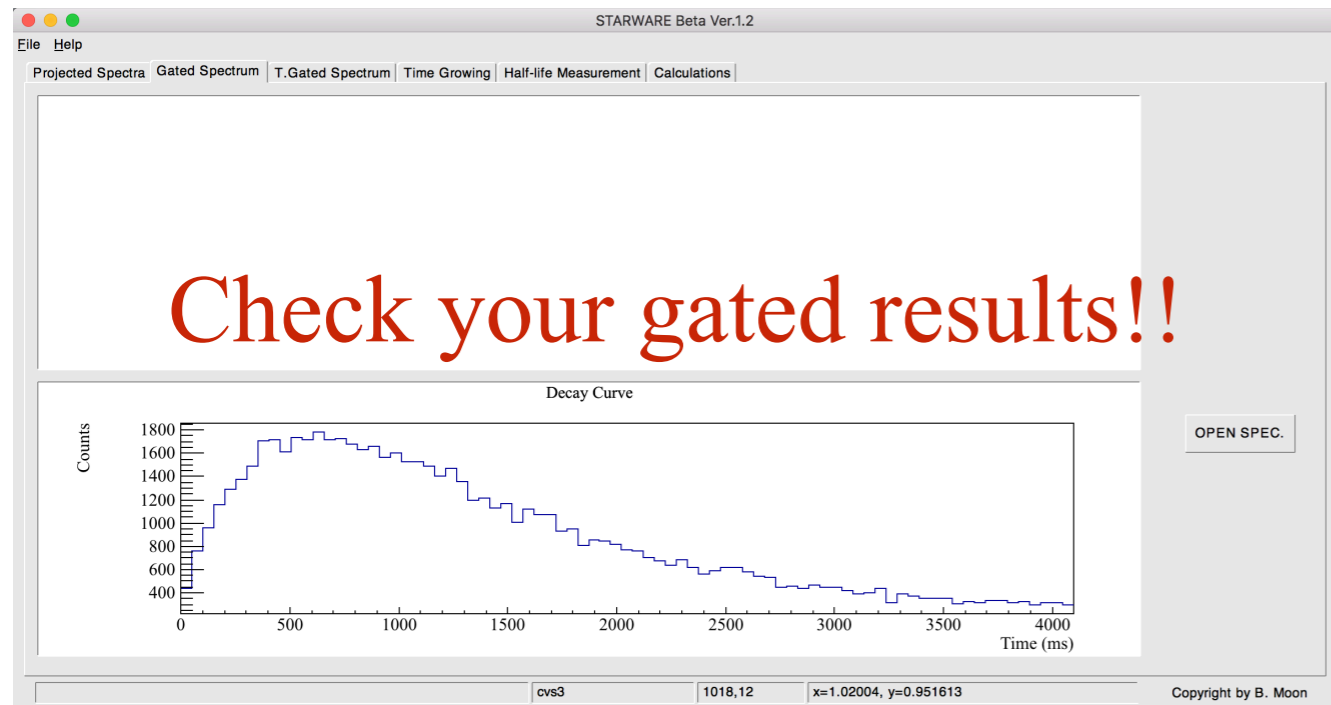 STARWARE Beta Ver.1.2
File Help
Projected Spectra Gated Spectrum T.Gated Spectrum Time Growing Half-life Measurement Calculations
Check your gated results!!
Decay Curve
Counts
1800
1600
1400
1200
1000
800
600
400
0 500 1000 1500 2000 2500 3000 3500 4000
Time (ms)
OPEN SPEC.
cvs3 1018,12 x=1.02004, y=0.951613 Copyright by B. Moon